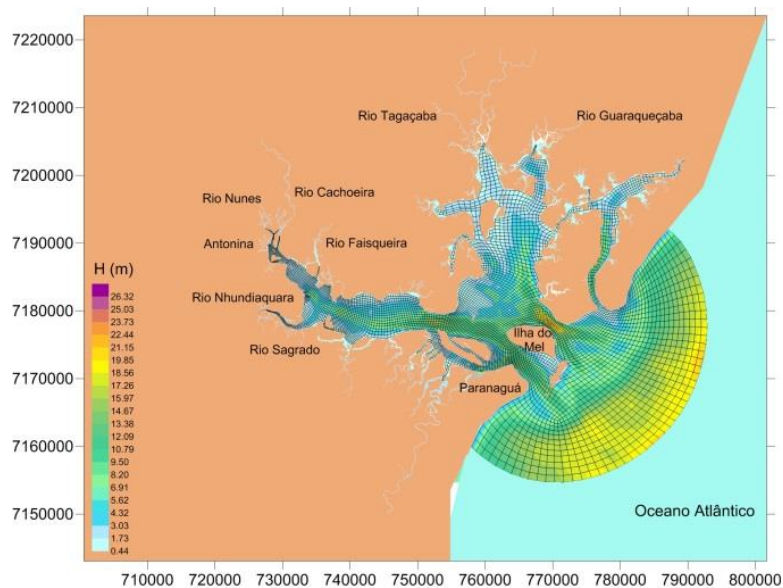 7220000
7210000
7200000
7190000
7180000
7170000
7160000
7150000
Rio Tagaçaba
Rio Guaraqueçaba
Rio Cachoeira
Rio Nunes
Antonina
Rio Faisqueira
H (m)
Rio Nhundiaquara
Ilha do
Mel
Rio Sagrado
Paranaguá
26.32
25.03
23.73
22.44
21.15
19.85
18.56
17.26
15.97
14.67
13.38
12.09
10.79
9.50
8.20
6.91
5.62
4.32
3.03
1.73
0.44
Oceano Atlântico
710000 720000 730000 740000 750000 760000 770000 780000 790000 800000